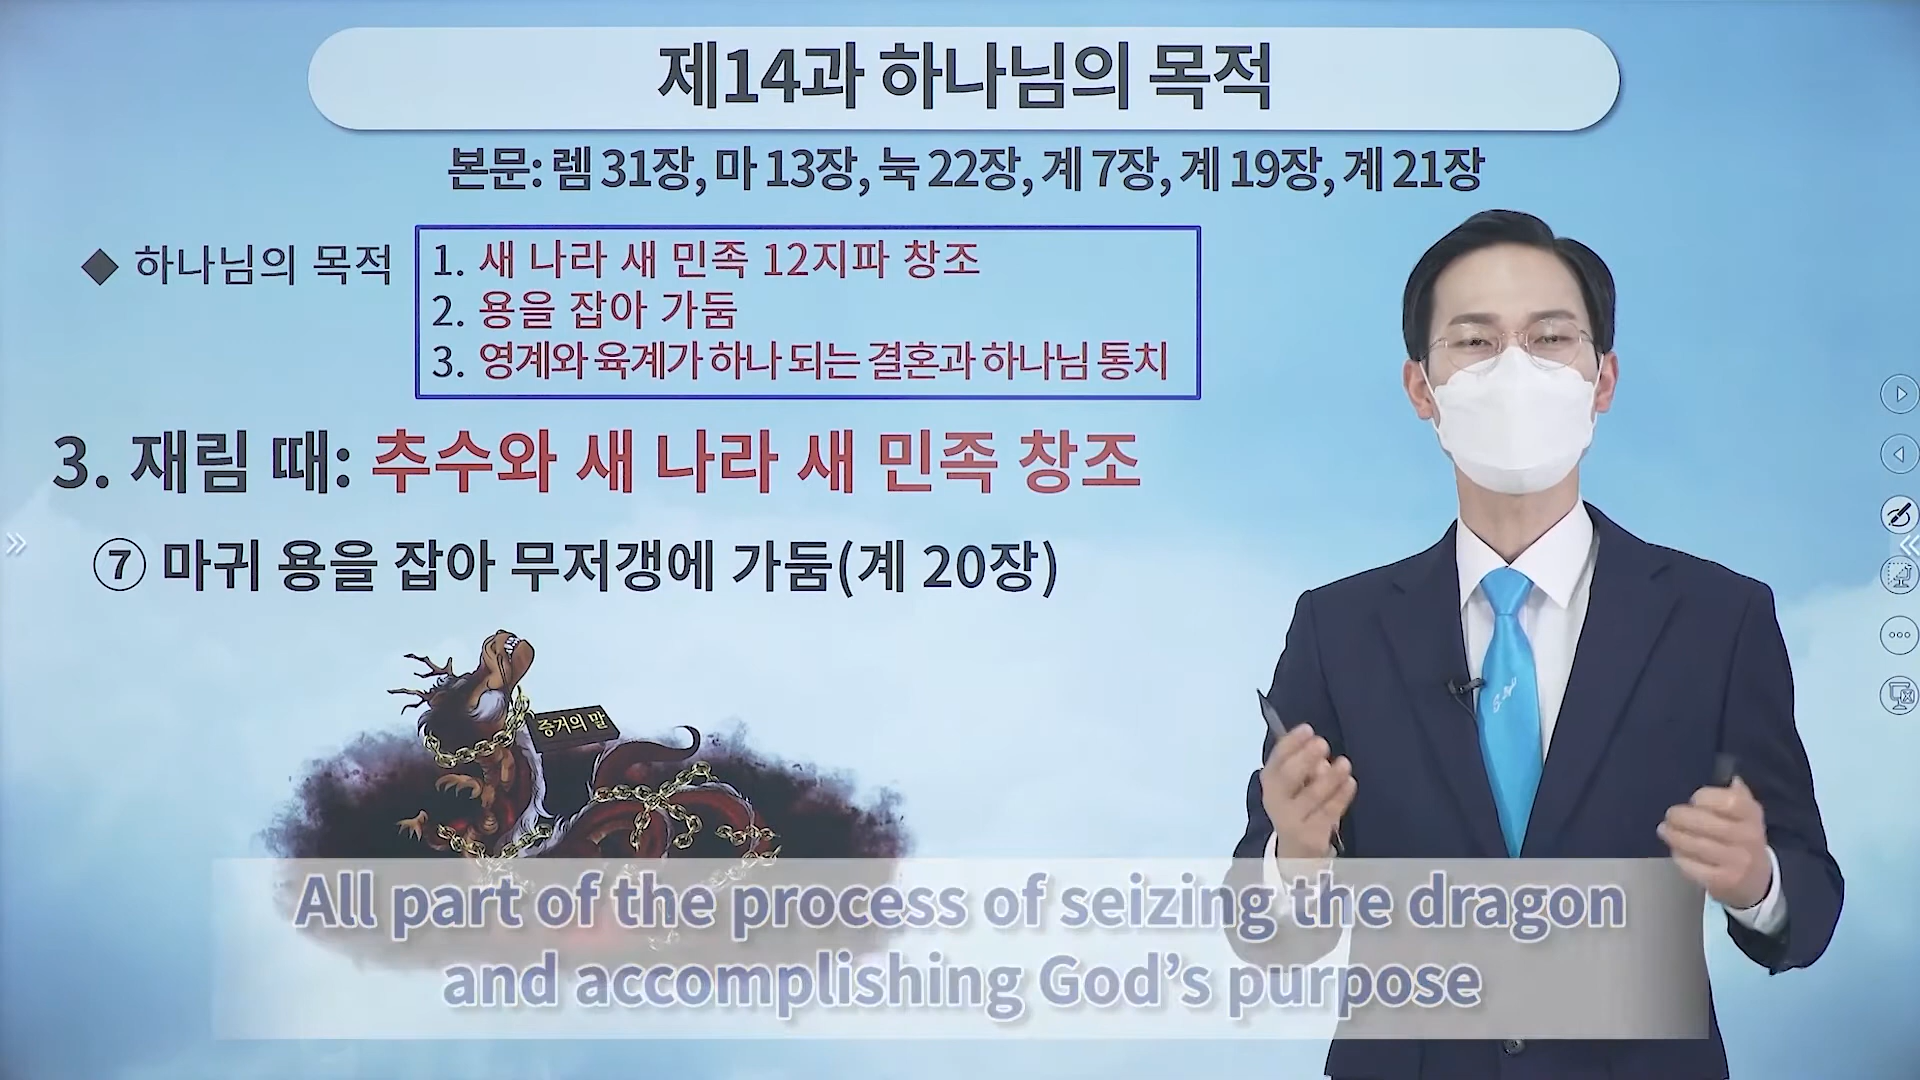 제14과 하나님의 목적
본문: 렘 31장, 마 13장, 눅 22장, 계 7장, 계 19장, 계 21장
◆ 하나님의 목적
1. 새 나라 새 민족 12지파 창조
2. 용을 잡아 가둠
3. 영계와 육계가 하나 되는 결혼과 하나님 통치
3. 재림 때: 추수와 새 나라 새 민족 창조
⑦ 마귀 용을 잡아 무저갱에 가둠(계 20장)
증거의 말
All part of the process of seizing the dragon
and accomplishing God’s purpose